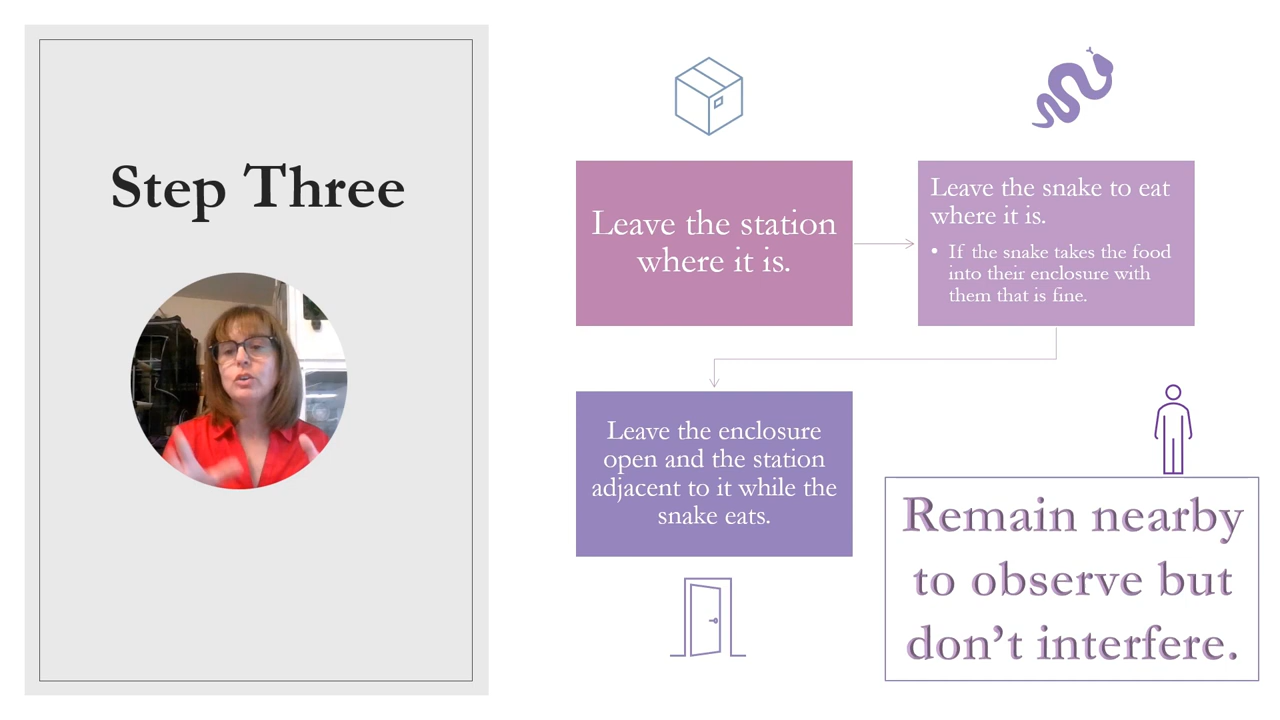 Step Three
Leave the station
where it is.
Leave the snake to eat
where it is.
• If the snake takes the food
into their enclosure with
them that is fine.
Leave the enclosure
open and the station
adjacent to it while the
snake eats.
Remain nearby
to observe but
don’t interfere.